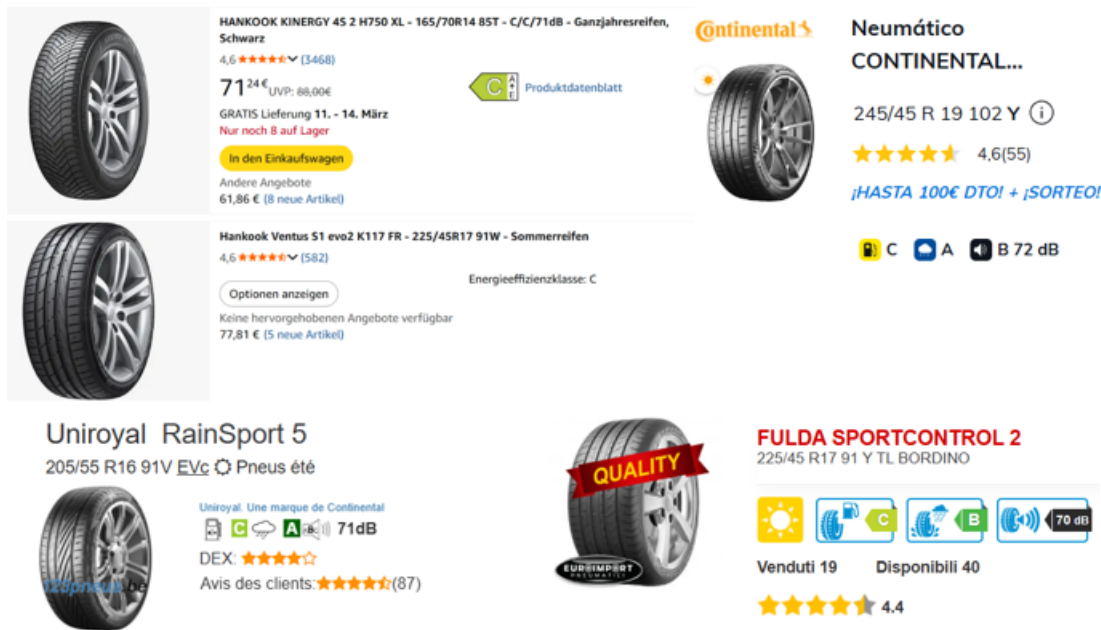 HANKOOK KINERGY 4S 2 H750 XL - 165/70R14 85T - C/C/71dB - Ganzjahresreifen,
Schwarz
4,6 (3468)
71 24 € UVP: 88,00€
C A E Produktdatenblatt
GRATIS Lieferung 11. - 14. März
Nur noch 8 auf Lager
In den Einkaufswagen
Andere Angebote
61,86 € (8 neue Artikel)
Continental
Neumático
CONTINENTAL...
245/45 R 19 102 Y i
4,6(55)
¡HASTA 100€ DTO! + ¡SORTEO!
C A B 72 dB
Hankook Ventus S1 evo2 K117 FR - 225/45R17 91W - Sommerreifen
4,6 (582)
Energieeffizienzklasse: C
Optionen anzeigen
Keine hervorgehobenen Angebote verfügbar
77,81 € (5 neue Artikel)
Uniroyal RainSport 5
205/55 R16 91V EVc Pneus été
Uniroyal. Une marque de Continental
C A B 71dB
DEX:
Avis des clients: (87)
123pneus.be
QUALITY
EUROIMPORT
PNEUMATICI
FULDA SPORTCONTROL 2
225/45 R17 91 Y TL BORDINO
C B 70 dB
Venduti 19 Disponibili 40
4.4